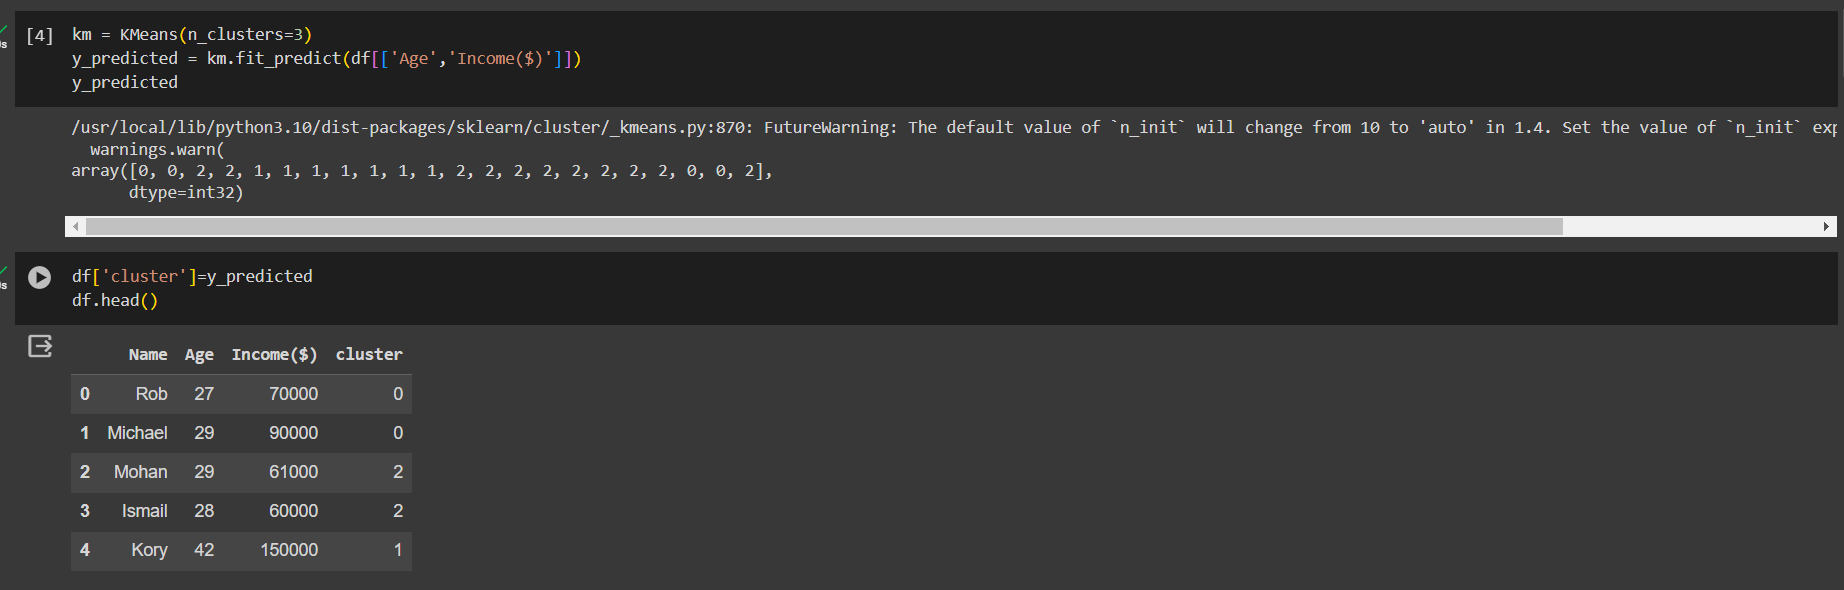 [4] km = KMeans(n_clusters=3)
y_predicted = km.fit_predict(df[['Age','Income($)']])
y_predicted
/usr/local/lib/python3.10/dist-packages/sklearn/cluster/_kmeans.py:870: FutureWarning: The default value of `n_init` will change from 10 to 'auto' in 1.4. Set the value of `n_init` exp
warnings.warn(
array([0, 0, 2, 2, 1, 1, 1, 1, 1, 1, 1, 2, 2, 2, 2, 2, 2, 2, 2, 0, 0, 2],
dtype=int32)
df['cluster']=y_predicted
df.head()
Name Age Income($) cluster
0 Rob 27 70000 0
1 Michael 29 90000 0
2 Mohan 29 61000 2
3 Ismail 28 60000 2
4 Kory 42 150000 1